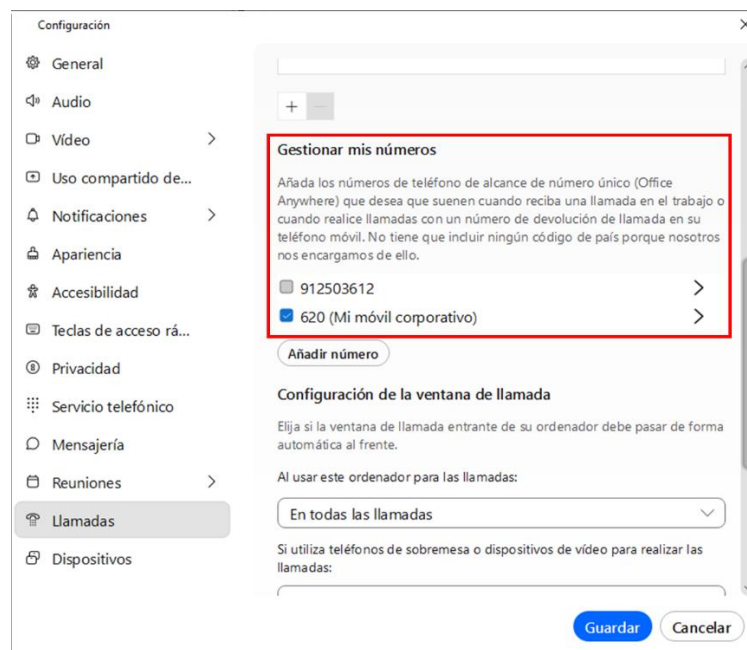 Configuración
General
Audio
Vídeo
Uso compartido de...
Notificaciones
Apariencia
Accesibilidad
Teclas de acceso rá...
Privacidad
Servicio telefónico
Mensajería
Reuniones
Llamadas
Dispositivos
Gestionar mis números
Añada los números de teléfono de alcance de número único (Office
Anywhere) que desea que suenen cuando reciba una llamada en el trabajo o
cuando realice llamadas con un número de devolución de llamada en su
teléfono móvil. No tiene que incluir ningún código de país porque nosotros
nos encargamos de ello.
912503612
620 (Mi móvil corporativo)
Añadir número
Configuración de la ventana de llamada
Elija si la ventana de llamada entrante de su ordenador debe pasar de forma
automática al frente.
Al usar este ordenador para las llamadas:
En todas las llamadas
Si utiliza teléfonos de sobremesa o dispositivos de vídeo para realizar las
llamadas:
Guardar
Cancelar